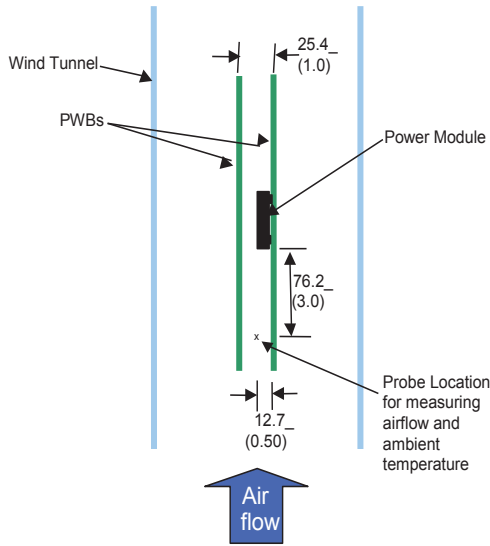 25.4_
(1.0)
Wind Tunnel
PWBs
Power Module
76.2_
(3.0)
x
Probe Location
for measuring
airflow and
ambient
temperature
12.7_
(0.50)
Air
flow